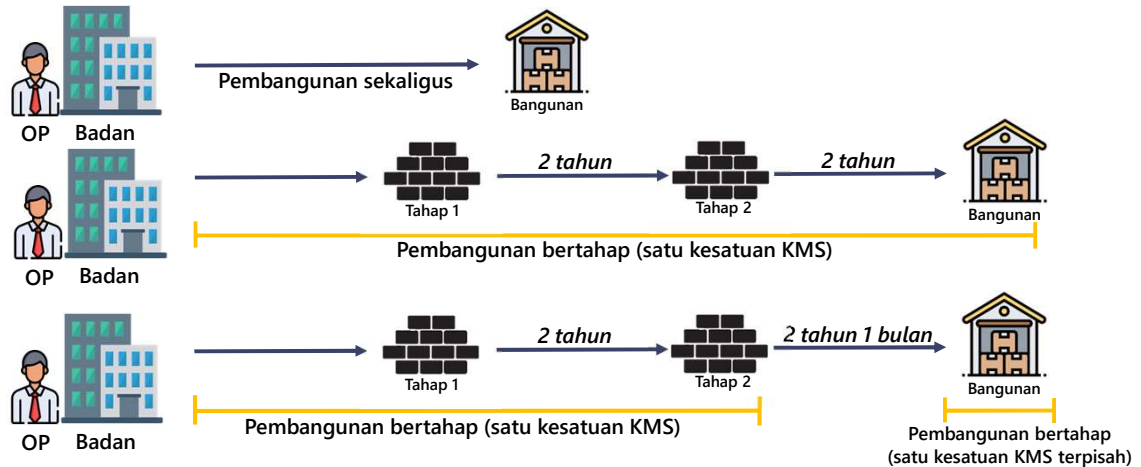 Pembangunan sekaligus
Bangunan
OP Badan
2 tahun
2 tahun
Tahap 1
Tahap 2
Bangunan
Pembangunan bertahap (satu kesatuan KMS)
OP Badan
2 tahun
2 tahun 1 bulan
Tahap 1
Tahap 2
Bangunan
Pembangunan bertahap (satu kesatuan KMS)
OP Badan
Pembangunan bertahap
(satu kesatuan KMS terpisah)